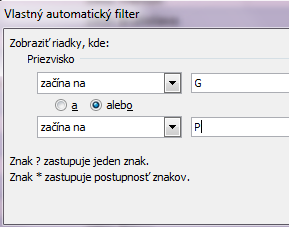 Vlastný automatický filter
Zobraziť riadky, kde:
Priezvisko
začína na G
a alebo
začína na P
Znak ? zastupuje jeden znak.
Znak * zastupuje postupnosť znakov.